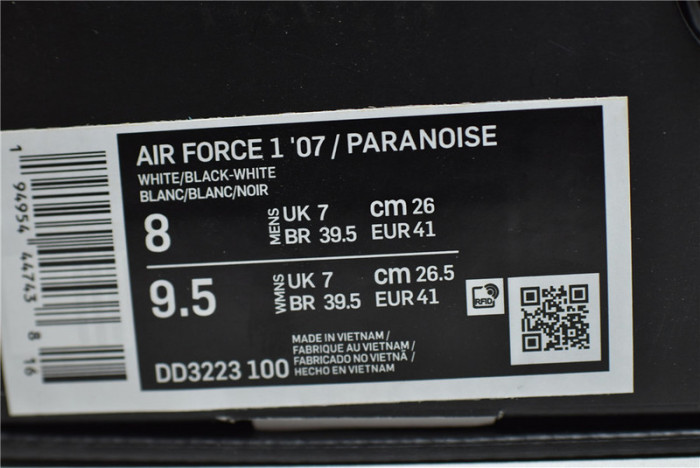 AIR FORCE 1 '07 / PARANOISE
WHITE/BLACK-WHITE
BLANC/BLANC/NOIR
8 MENS UK 7 cm 26
BR 39.5 EUR 41
9.5 WMNS UK 7 cm 26.5
BR 39.5 EUR 41
RFID
DD3223 100
MADE IN VIETNAM /
FABRIQUE AU VIETNAM /
FABRICADO NO VIETNÃ /
HECHO EN VIETNAM
1 94954 44743 8 16